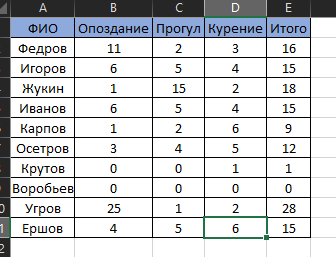 A B C D E
ФИО Опоздание Прогул Курение Итого
Федров 11 2 3 16
Игоров 6 5 4 15
Жукин 1 15 2 18
Иванов 6 5 4 15
Карпов 1 2 6 9
Осетров 3 4 5 12
Крутов 0 0 1 1
Воробьев 0 0 0 0
Угров 25 1 2 28
Ершов 4 5 6 15